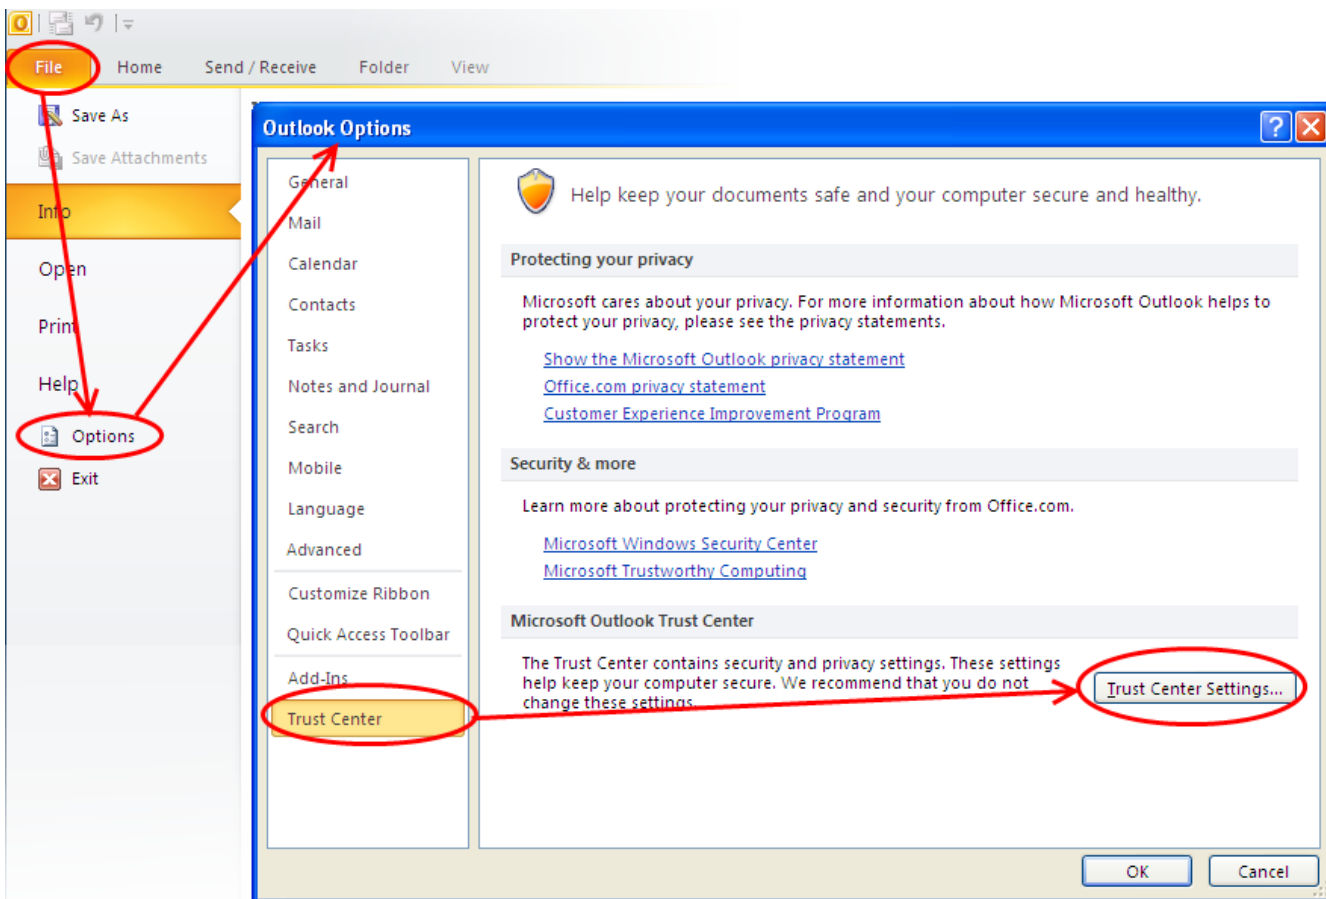 File Home Send / Receive Folder View
Save As
Save Attachments
Info
Open
Print
Help
Options
Exit
Outlook Options
General
Mail
Calendar
Contacts
Tasks
Notes and Journal
Search
Mobile
Language
Advanced
Customize Ribbon
Quick Access Toolbar
Add-Ins
Trust Center
Help keep your documents safe and your computer secure and healthy.
Protecting your privacy
Microsoft cares about your privacy. For more information about how Microsoft Outlook helps to
protect your privacy, please see the privacy statements.
Show the Microsoft Outlook privacy statement
Office.com privacy statement
Customer Experience Improvement Program
Security & more
Learn more about protecting your privacy and security from Office.com.
Microsoft Windows Security Center
Microsoft Trustworthy Computing
Microsoft Outlook Trust Center
The Trust Center contains security and privacy settings. These settings
help keep your computer secure. We recommend that you do not
change these settings.
Trust Center Settings...
OK Cancel